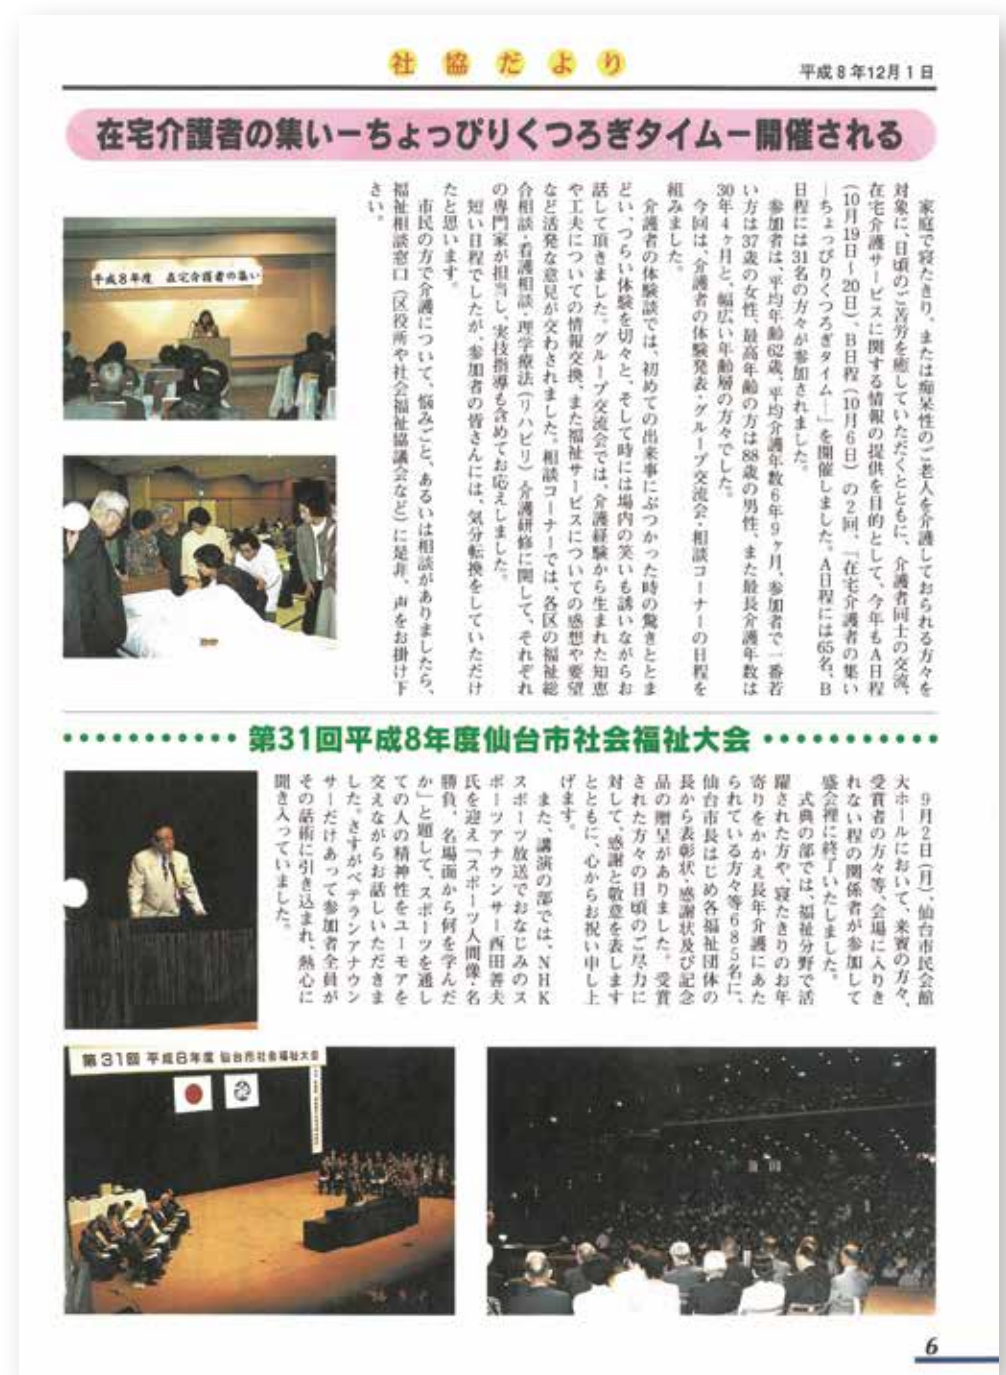 社協だより
平成8年12月1日
在宅介護者の集いーちょっぴりくつろぎタイムー開催される
家庭で寝たきり、または痴呆性のご老人を介護しておられる方々を
対象に、日頃のご苦労を癒していただくとともに、介護者同士の交流、
在宅介護サービスに関する情報の提供を目的として、今年もA日程
(10月19日~20日)、B日程(10月6日)の2回、「在宅介護者の集い
―ちょっぴりくつろぎタイム―」を開催しました。A日程には65名、B
日程には31名の方々が参加されました。
参加者は、平均年齢62歳、平均介護年数6年9ヶ月、参加者で一番若
い方は37歳の女性、最高年齢の方は88歳の男性、また最長介護年数は
30年4ヶ月と、幅広い年齢層の方々でした。
今回は、介護者の体験発表・グループ交流会・相談コーナーの日程を
組みました。
介護者の体験談では、初めての出来事にぶつかった時の驚きととま
どい、つらい体験を切々と、そして時には場内の笑いも誘いながらお
話して頂きました。グループ交流会では、介護経験から生まれた知恵
や工夫についての情報交換、また福祉サービスについての感想や要望
など活発な意見が交わされました。相談コーナーでは、各区の福祉総
合相談・看護相談・理学療法(リハビリ)介護研修に関して、それぞれ
の専門家が担当し、実技指導も含めてお応えしました。
短い日程でしたが、参加者の皆さんには、気分転換をしていただけ
たと思います。
市民の方で介護について、悩みごと、あるいは相談がありましたら、
福祉相談窓口(区役所や社会福祉協議会など)に是非、声をお掛け下
さい。
平成8年度 在宅介護者の集い
第31回平成8年度仙台市社会福祉大会
9月2日(月)、仙台市民会館
大ホールにおいて、来賓の方々、
受賞者の方々等、会場に入りき
れない程の関係者が参加して
盛会裡に終了いたしました。
式典の部では、福祉分野で活
躍された方や、寝たきりのお年
寄りをかかえ長年介護にあた
られている方々等685名に、
仙台市長はじめ各福祉団体の
長から表彰状・感謝状及び記念
品の贈呈がありました。受賞
された方々の日頃のご尽力に
対して、感謝と敬意を表します
とともに、心からお祝い申し上
げます。
また、講演の部では、NHK
スポーツ放送でおなじみのス
ポーツアナウンサー西田善夫
氏を迎え「スポーツ人間像・名
勝負、名場面から何を学んだ
か」と題して、スポーツを通し
ての人の精神性をユーモアを
交えながらお話しいただきま
した。さすがベテランアナウン
サーだけあって参加者全員が
その話術に引き込まれ、熱心に
聞き入っていました。
第31回 平成8年度 仙台市社会福祉大会
6